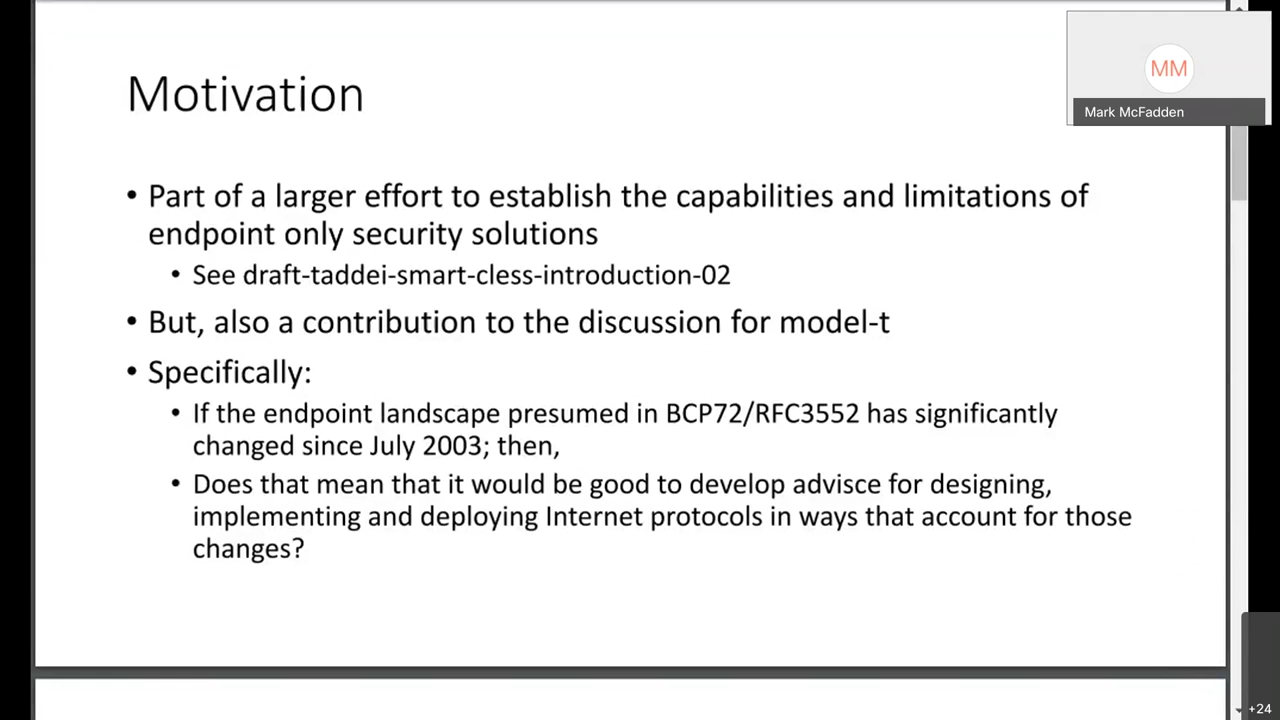 Motivation
MM
Mark McFadden
• Part of a larger effort to establish the capabilities and limitations of
endpoint only security solutions
• See draft-taddei-smart-cless-introduction-02
• But, also a contribution to the discussion for model-t
• Specifically:
• If the endpoint landscape presumed in BCP72/RFC3552 has significantly
changed since July 2003; then,
• Does that mean that it would be good to develop advisce for designing,
implementing and deploying Internet protocols in ways that account for those
changes?
+24